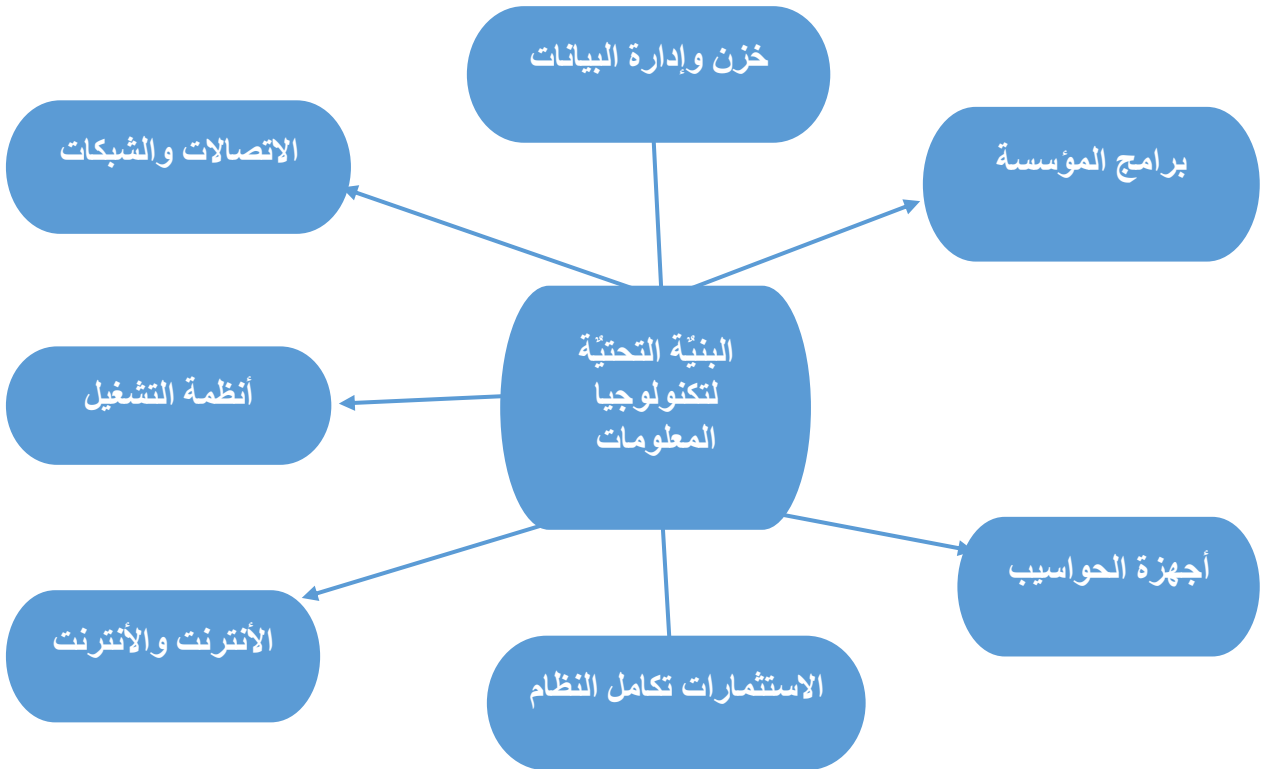 خزن وإدارة البيانات
برامج المؤسسة
الاتصالات والشبكات
البنيٌة التحتيٌة
لتكنولوجيا
المعلومات
أنظمة التشغيل
أجهزة الحواسيب
الأنترنت والأنترنت
الاستثمارات تكامل النظام